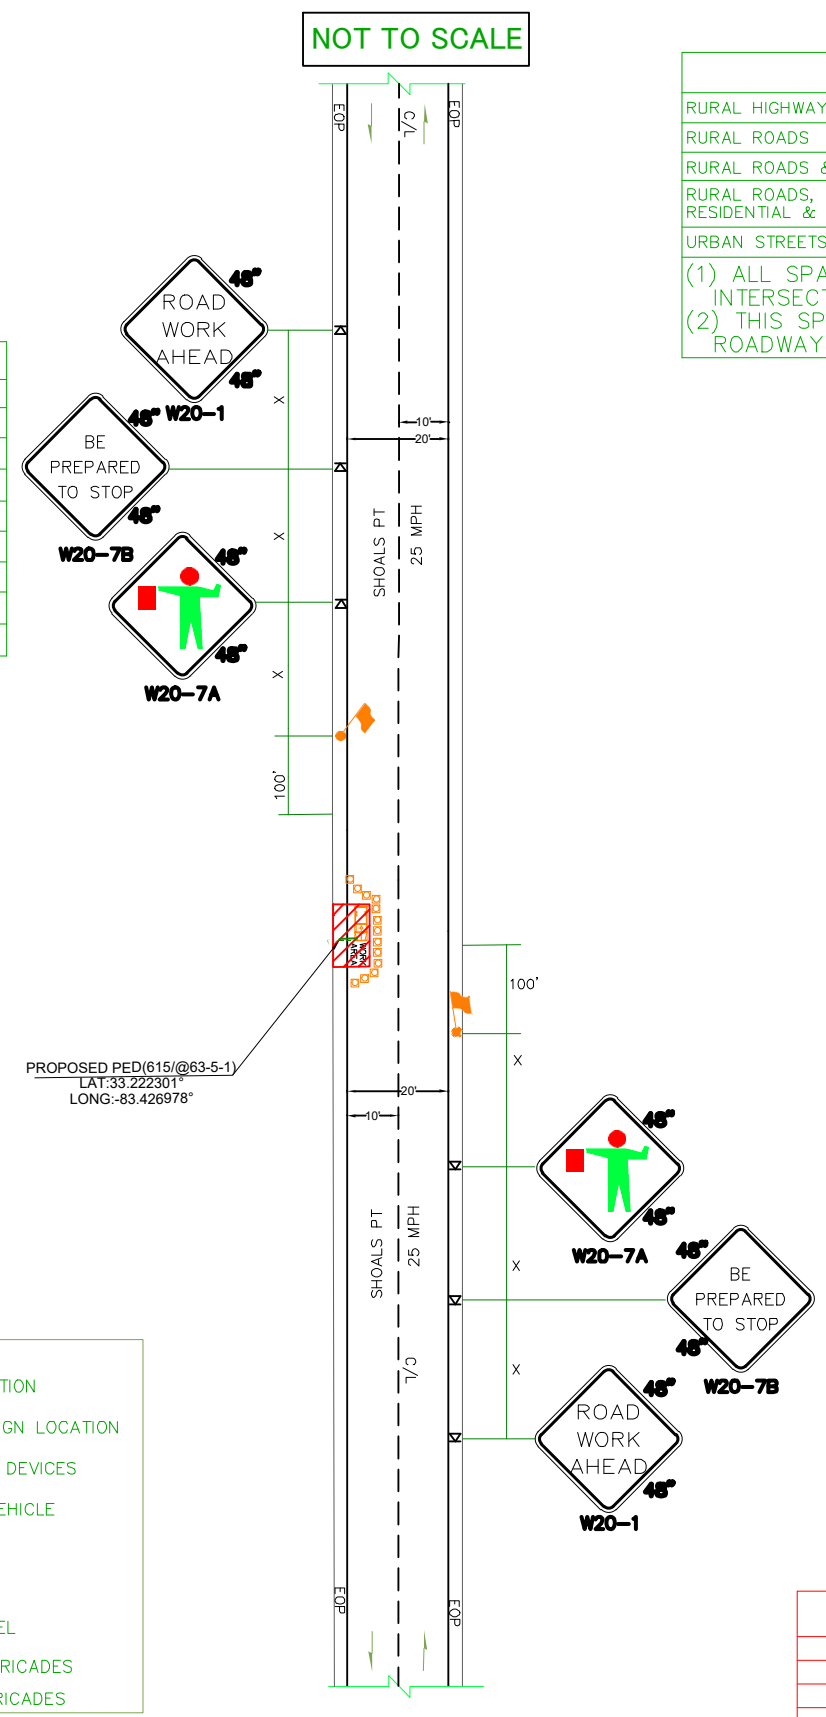 NOT TO SCALE
RURAL HIGHWAY
RURAL ROADS
RURAL ROADS &
RURAL ROADS,
RESIDENTIAL &
URBAN STREETS
(1) ALL SPA
INTERSECT
(2) THIS SP
ROADWAY
EOP
C/L
EOP
48"
ROAD
WORK
AHEAD
48"
W20-1
X
10'
20'
48"
BE
PREPARED
TO STOP
48"
W20-7B
X
SHOALS PT
25 MPH
48"
48"
W20-7A
X
100'
WORK
AREA
100'
PROPOSED PED(615/@63-5-1)
LAT:33.222301°
LONG:-83.426978°
X
20'
10'
48"
48"
W20-7A
SHOALS PT
25 MPH
X
48"
BE
PREPARED
TO STOP
48"
W20-7B
C/L
X
48"
ROAD
WORK
AHEAD
48"
W20-1
TION
GN LOCATION
DEVICES
EHICLE
EL
RICADES
RICADES
EOP
EOP